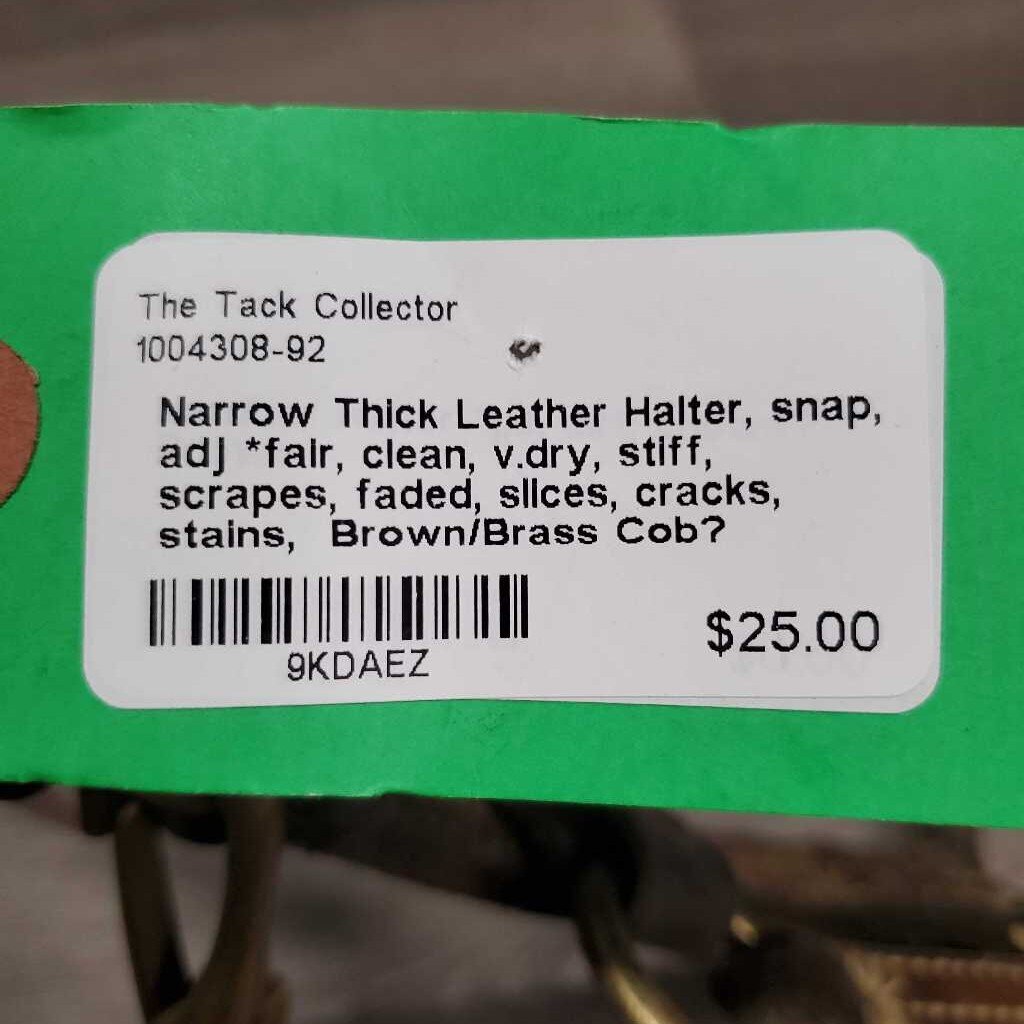 The Tack Collector
1004308-92
Narrow Thick Leather Halter, snap,
adj *fair, clean, v.dry, stiff,
scrapes, faded, slices, cracks,
stains, Brown/Brass Cob?
9KDAEZ
$25.00